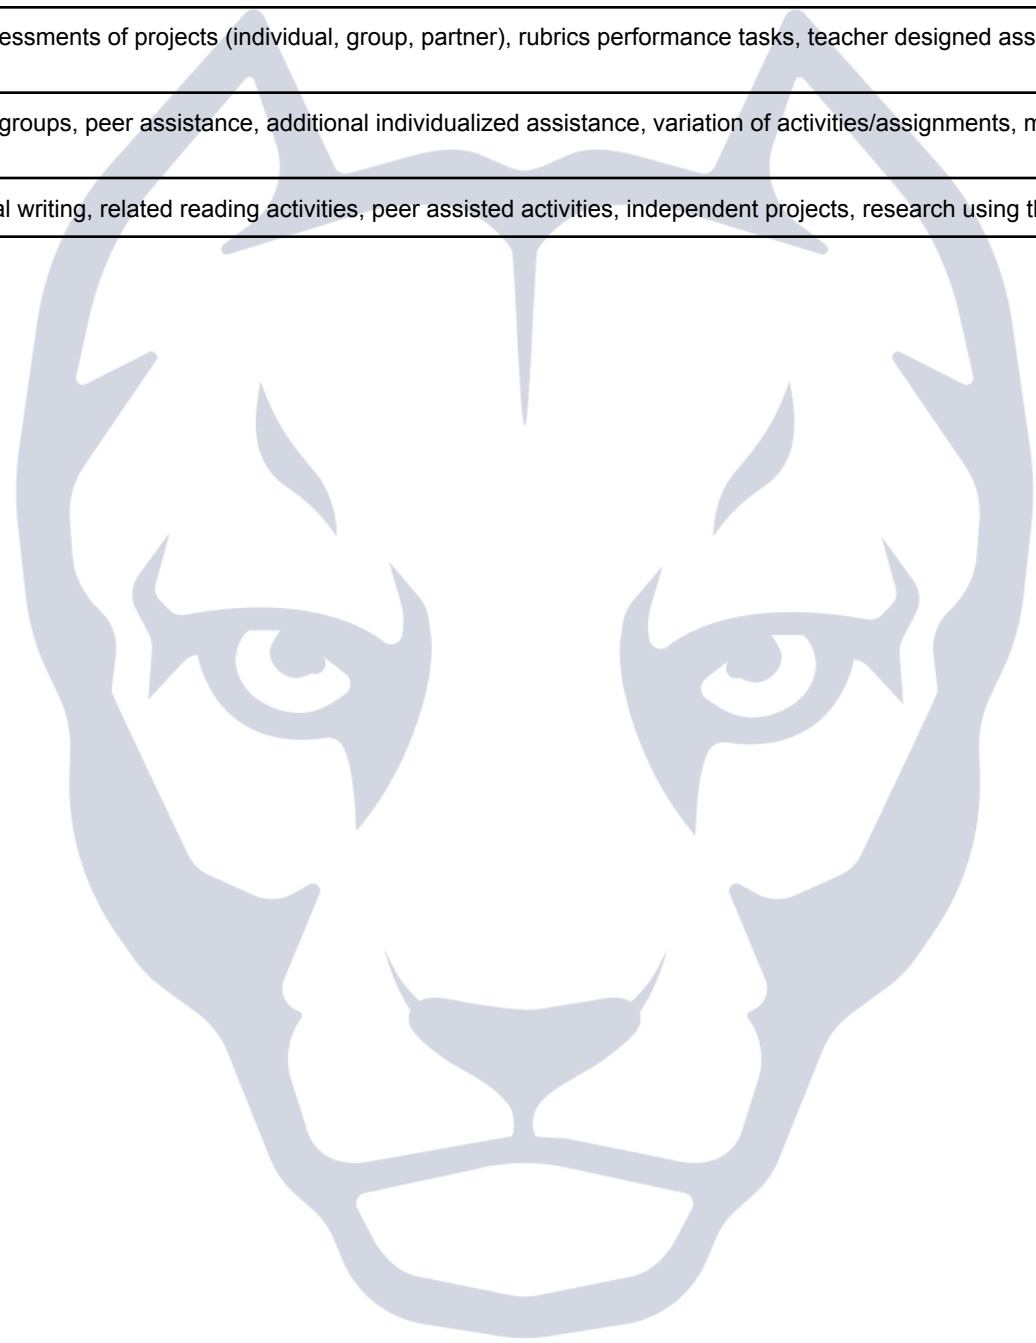 essments of projects (individual, group, partner), rubrics performance tasks, teacher designed ass
groups, peer assistance, additional individualized assistance, variation of activities/assignments, m
al writing, related reading activities, peer assisted activities, independent projects, research using th